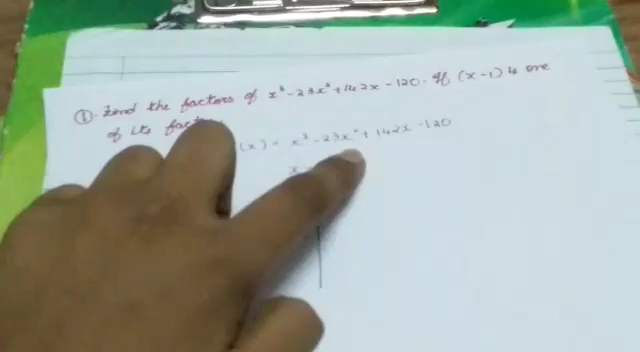 ① Find the factors of x³-23x²+142x-120. If (x-1) is one
of its
(x) = x³-23x²+142x-120
x